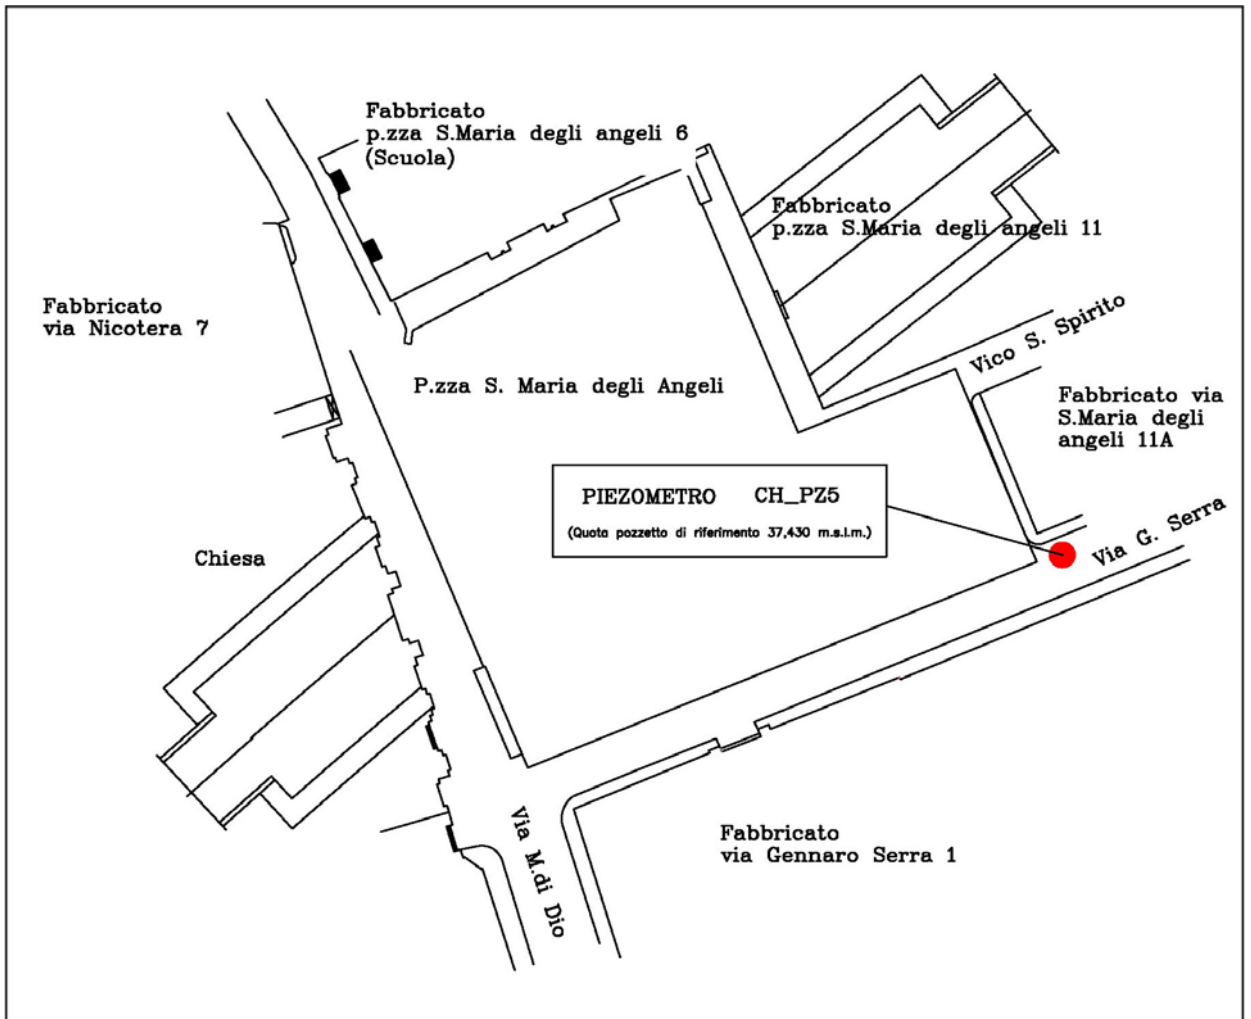 Fabbricato
p.zza S.Maria degli angeli 6
(Scuola)
Fabbricato
p.zza S.Maria degli angeli 11
Fabbricato
via Nicotera 7
Vico S. Spirito
P.zza S. Maria degli Angeli
Fabbricato via
S.Maria degli
angeli 11A
PIEZOMETRO CH_PZ5
(Quota pozzetto di riferimento 37,430 m.s.l.m.)
Via G. Serra
Chiesa
Via M.di Dio
Fabbricato
via Gennaro Serra 1